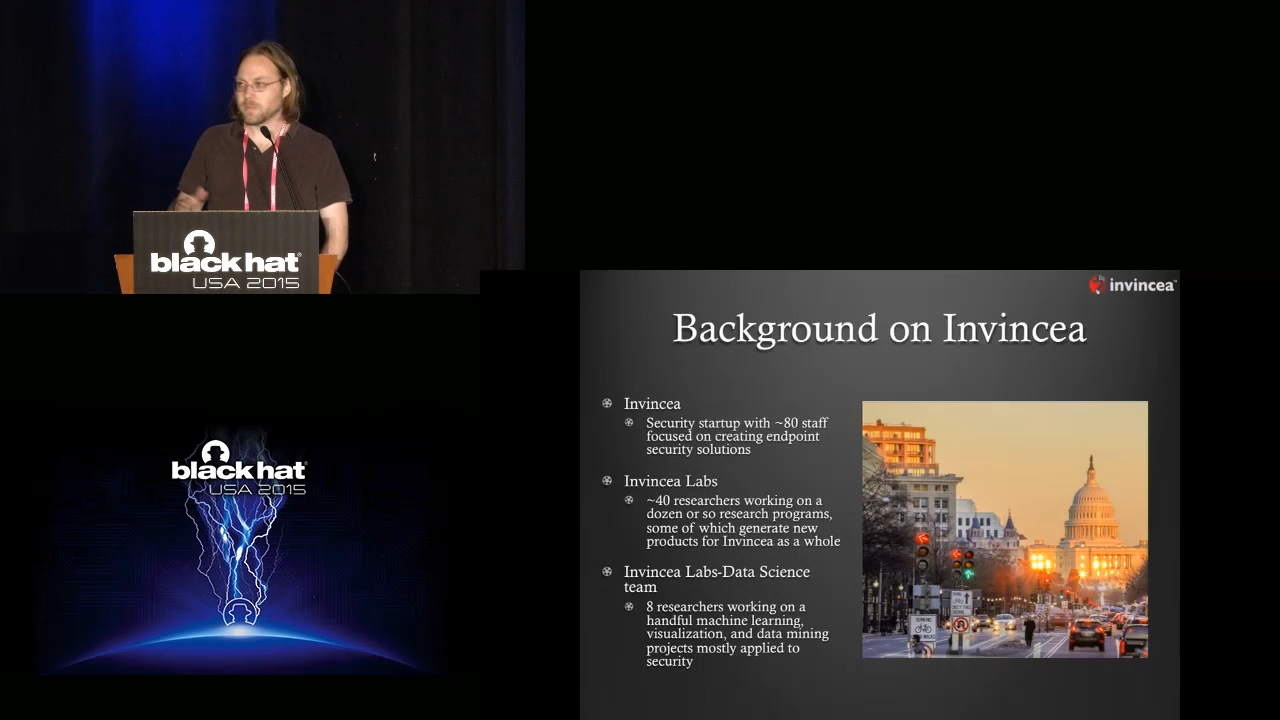 black hat
USA 2015
invincea
Background on Invincea
Invincea
Security startup with ~80 staff
focused on creating endpoint
security solutions
Invincea Labs
~40 researchers working on a
dozen or so research programs,
some of which generate new
products for Invincea as a whole
Invincea Labs-Data Science
team
8 researchers working on a
handful machine learning,
visualization, and data mining
projects mostly applied to
security
black hat
USA 2015